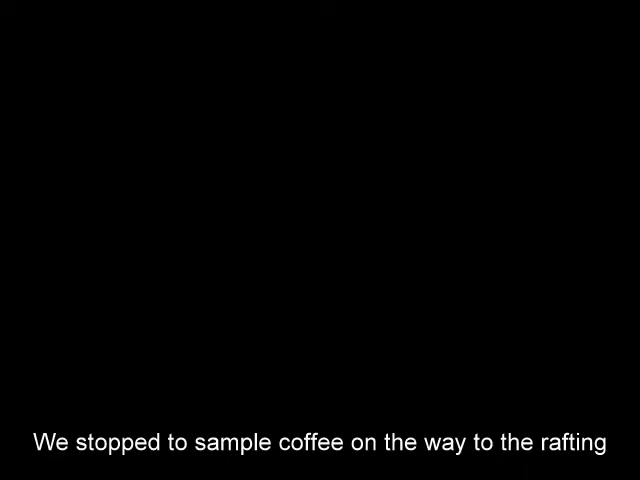 We stopped to sample coffee on the way to the rafting